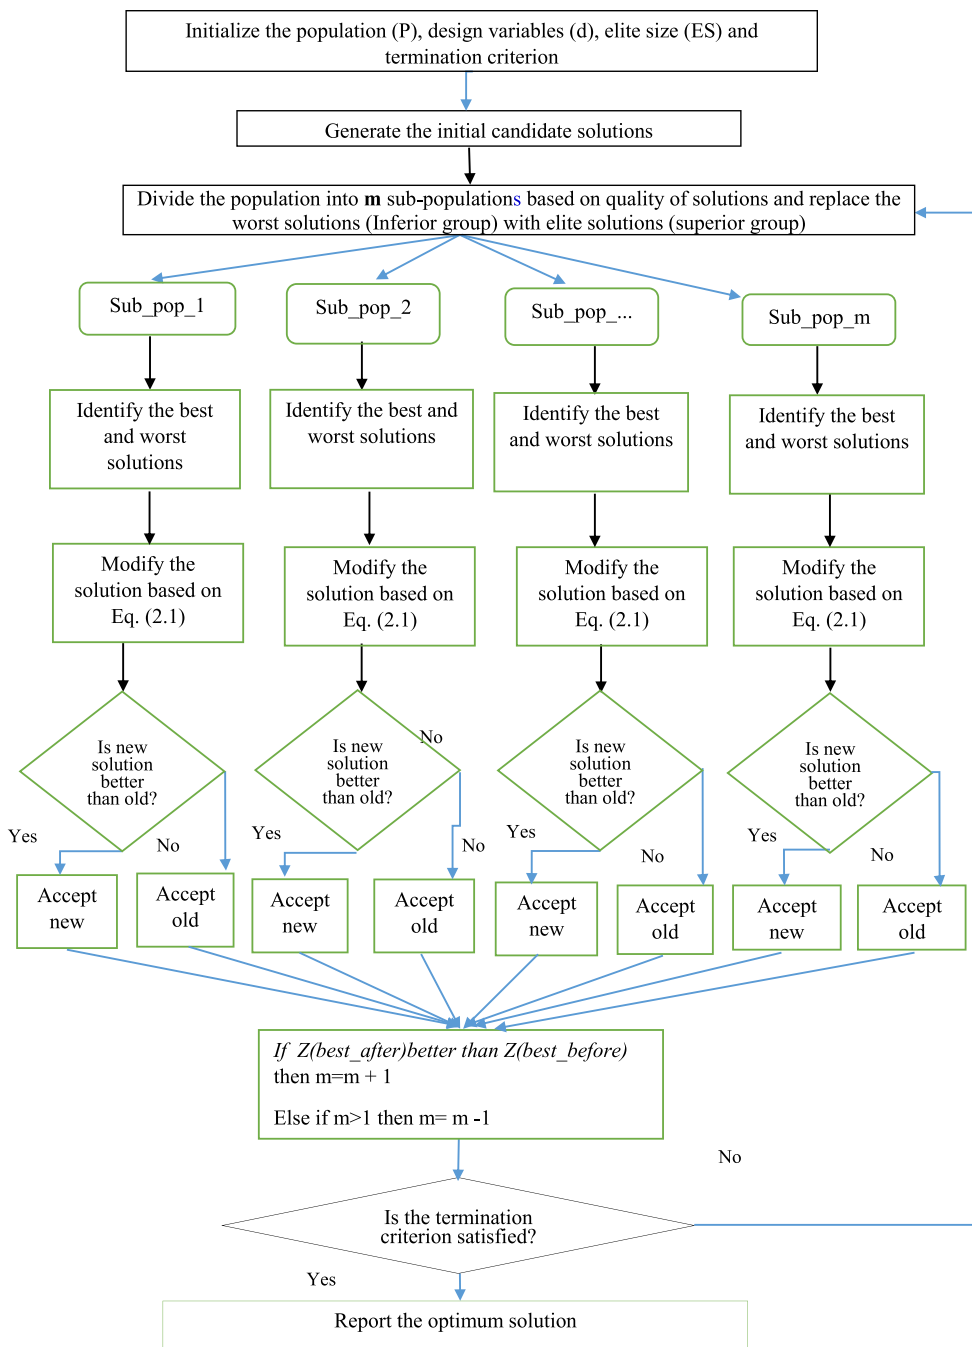 Initialize the population (P), design variables (d), elite size (ES) and
termination criterion
Generate the initial candidate solutions
Divide the population into m sub-populations based on quality of solutions and replace the
worst solutions (Inferior group) with elite solutions (superior group)
Sub_pop_1
Sub_pop_2
Sub_pop_...
Sub_pop_m
Identify the best
and worst
solutions
Identify the best and
worst solutions
Identify the best
and worst solutions
Identify the best
and worst solutions
Modify the
solution based on
Eq. (2.1)
Modify the
solution based on
Eq. (2.1)
Modify the
solution based on
Eq. (2.1)
Modify the
solution based on
Eq. (2.1)
Is new
solution
better
than old?
Yes
No
Is new
solution
better
than old?
No
Yes
No
Is new
solution
better
than old?
Yes
No
Is new
solution
better
than old?
Yes
No
Accept
new
Accept
old
Accept
new
Accept
old
Accept
new
Accept
old
Accept
new
Accept
old
If Z(best_after)better than Z(best_before)
then m=m + 1
Else if m>1 then m= m -1
No
Is the termination
criterion satisfied?
Yes
Report the optimum solution